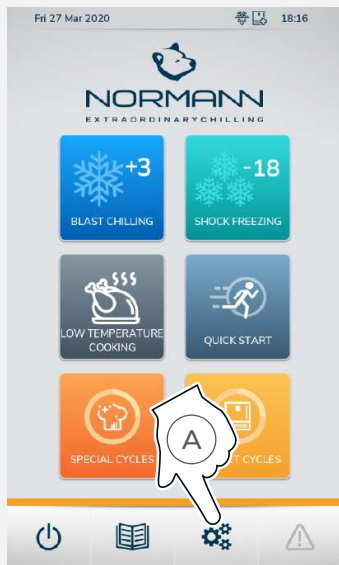 Fri 27 Mar 2020
18:16
NORMANN
EXTRAORDINARYCHILLING
+3
-18
BLAST CHILLING
SHOCK FREEZING
LOW TEMPERATURE
COOKING
QUICK START
A
SPECIAL CYCLES
CYCLES